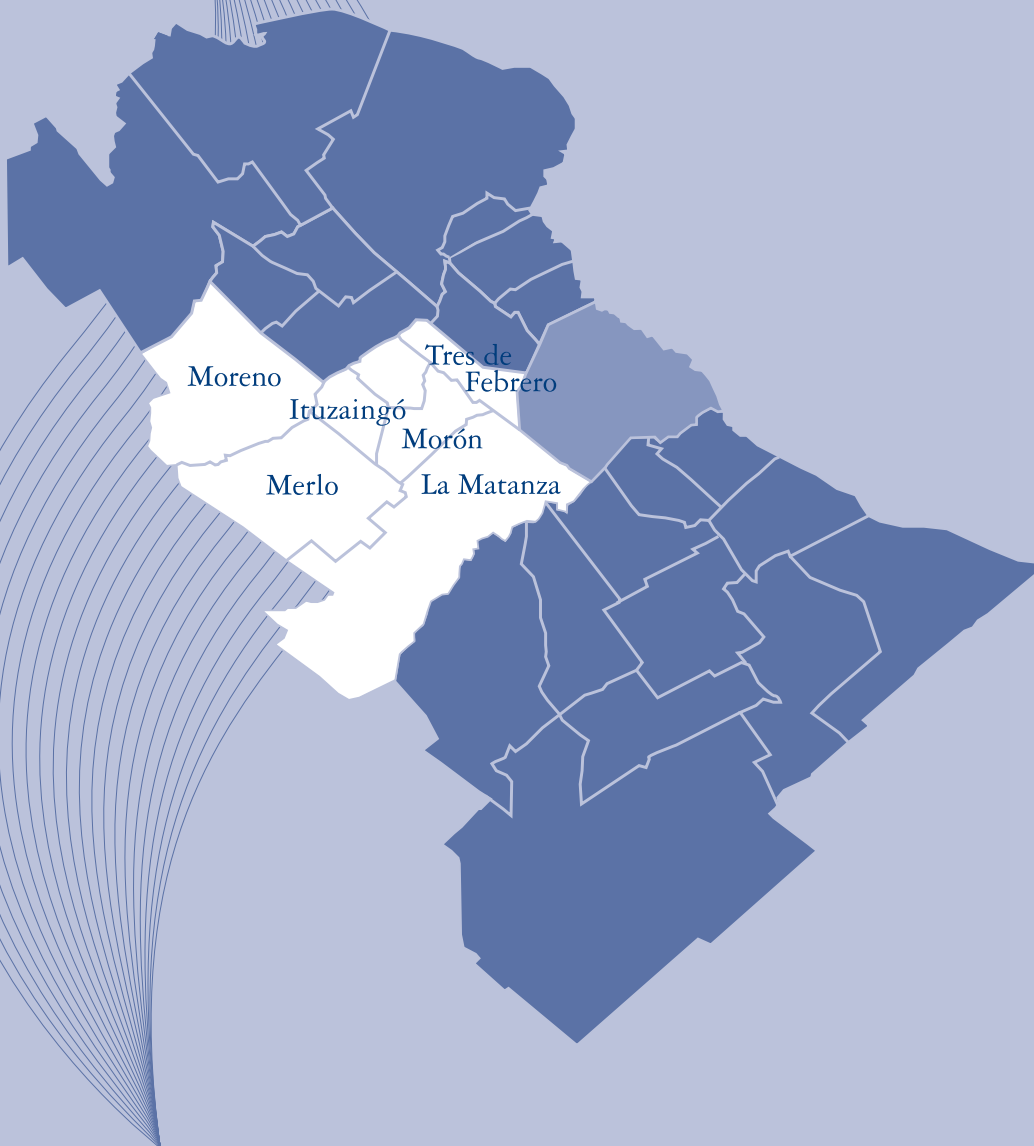 Tres de
Febrero
Moreno
Ituzaingó
Morón
Merlo
La Matanza